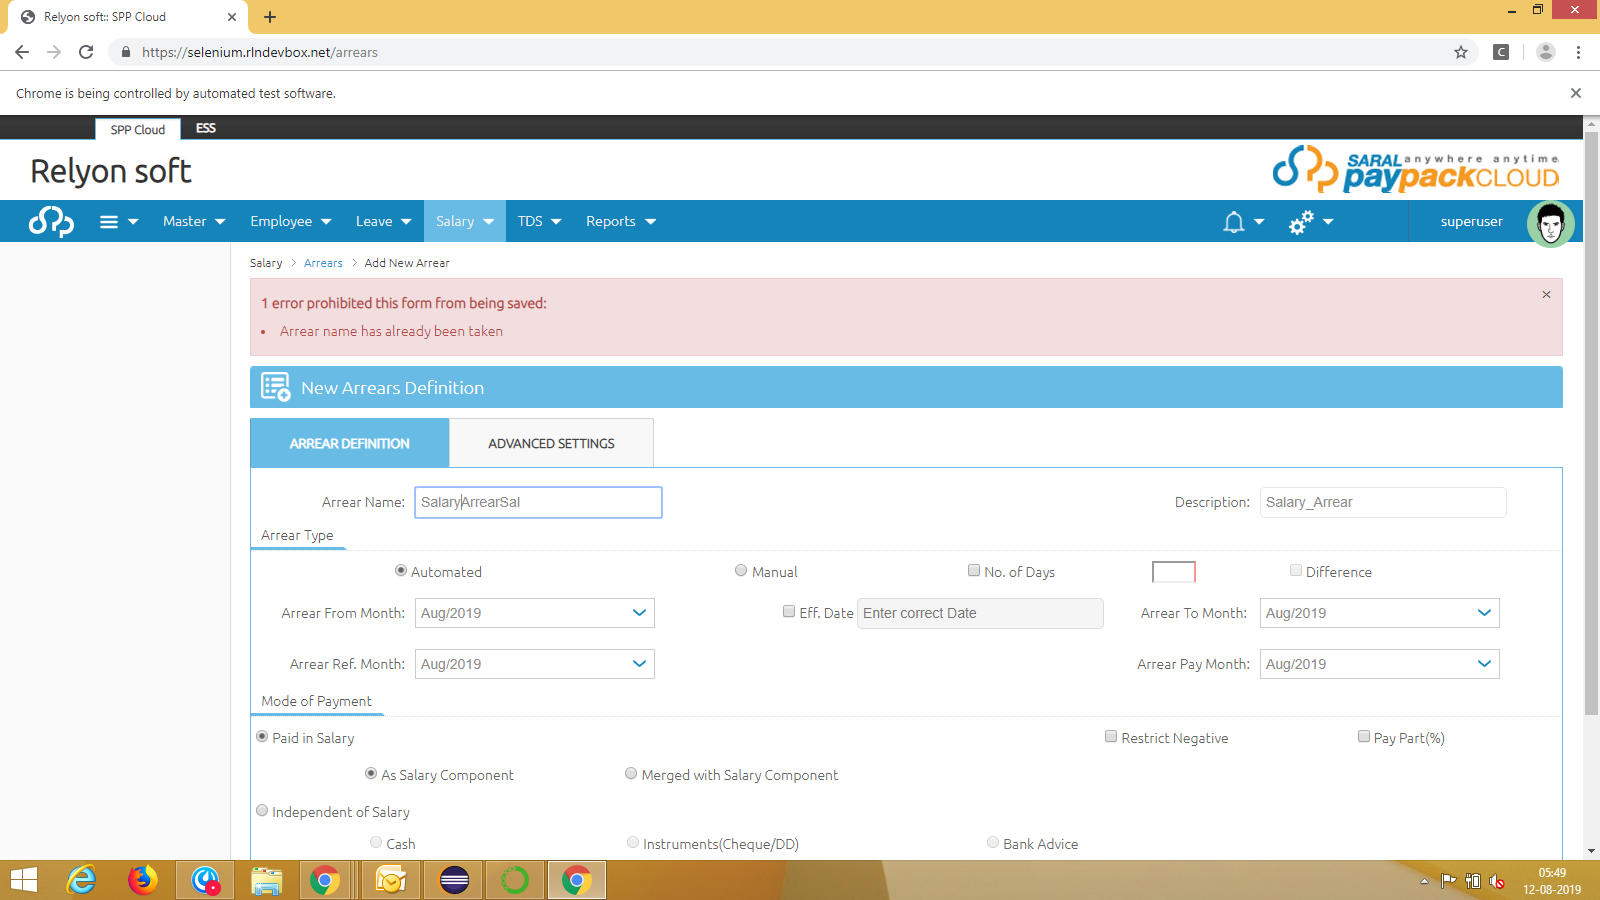 Relyon soft:: SPP Cloud
https://selenium.rlndevbox.net/arrears
C
Chrome is being controlled by automated test software.
SPP Cloud ESS
Relyon soft
SARAL anywhere anytime
paypackCLOUD
Master Employee Leave Salary TDS Reports superuser
Salary > Arrears > Add New Arrear
1 error prohibited this form from being saved:
• Arrear name has already been taken
New Arrears Definition
ARREAR DEFINITION ADVANCED SETTINGS
Arrear Name: SalaryArrearSal Description: Salary_Arrear
Arrear Type
Automated Manual No. of Days Difference
Arrear From Month: Aug/2019 Eff. Date Enter correct Date Arrear To Month: Aug/2019
Arrear Ref. Month: Aug/2019 Arrear Pay Month: Aug/2019
Mode of Payment
Paid in Salary Restrict Negative Pay Part(%)
As Salary Component Merged with Salary Component
Independent of Salary
Cash Instruments(Cheque/DD) Bank Advice
05:49
12-08-2019